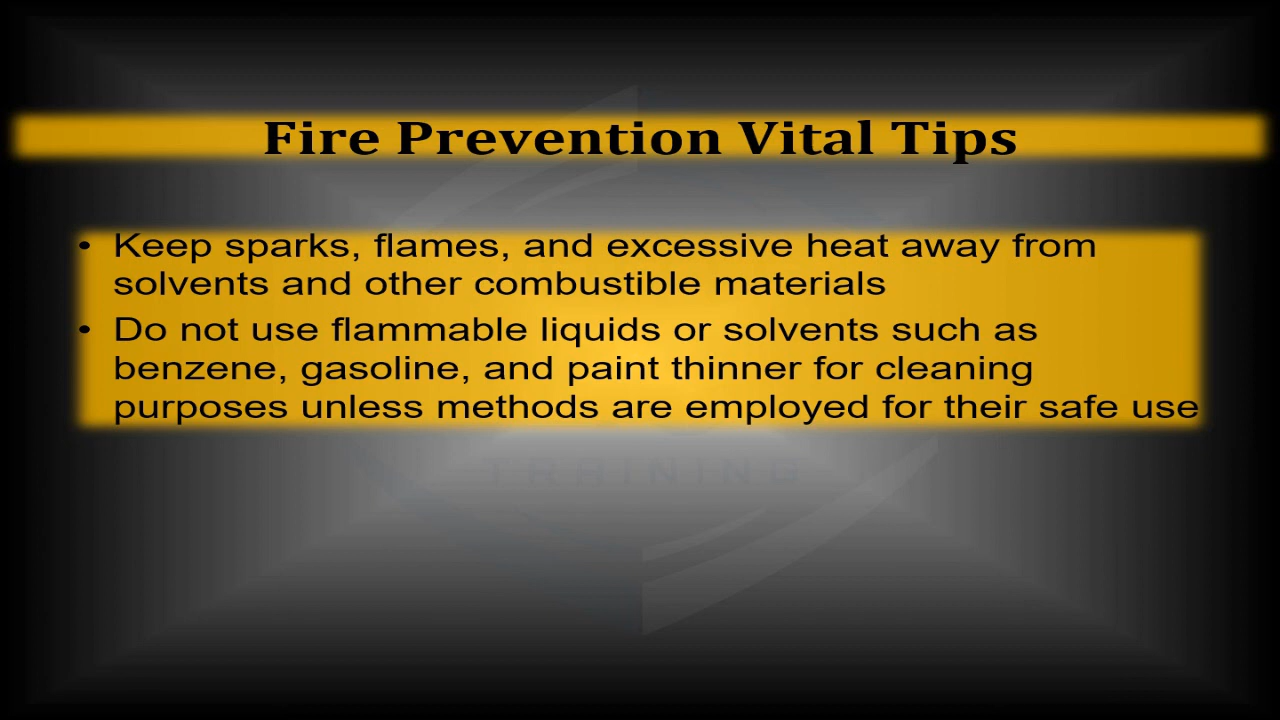 Fire Prevention Vital Tips
• Keep sparks, flames, and excessive heat away from
solvents and other combustible materials
• Do not use flammable liquids or solvents such as
benzene, gasoline, and paint thinner for cleaning
purposes unless methods are employed for their safe use
TRAINING